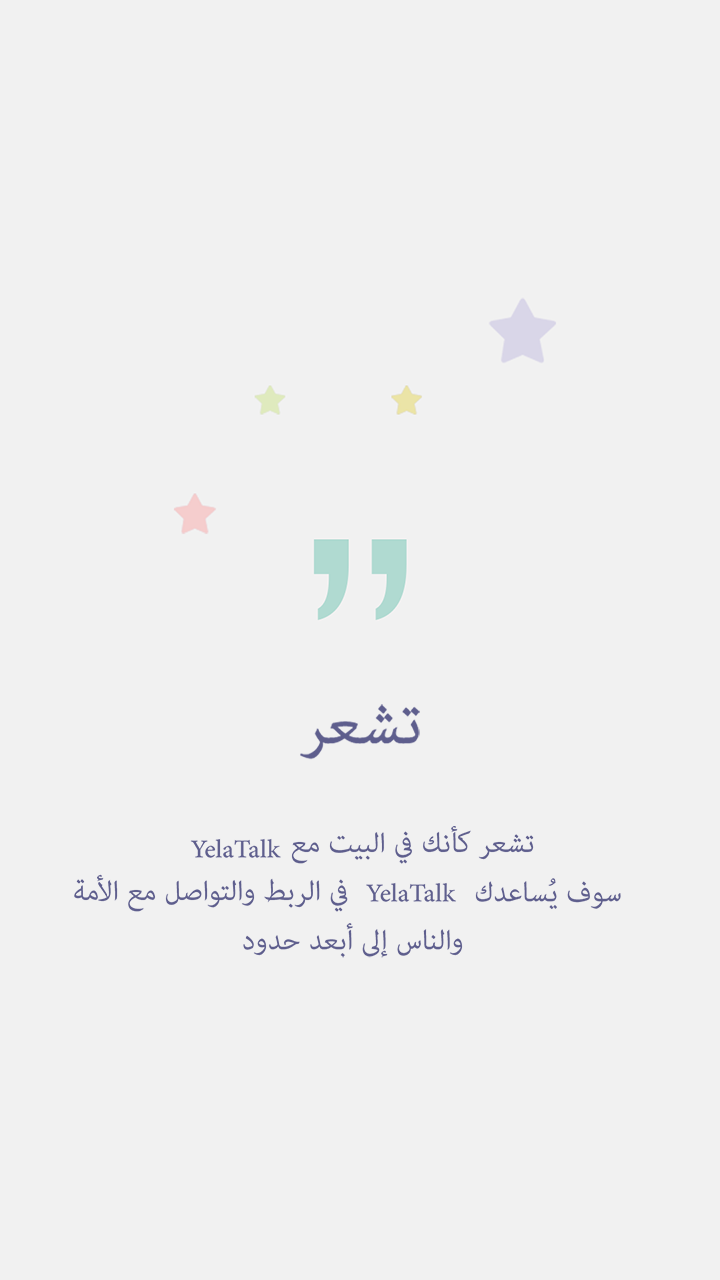 تشعر
تشعر كأنك في البيت مع YelaTalk
سوف يُساعدك YelaTalk في الربط والتواصل مع الأمة
والناس إلى أبعد حدود